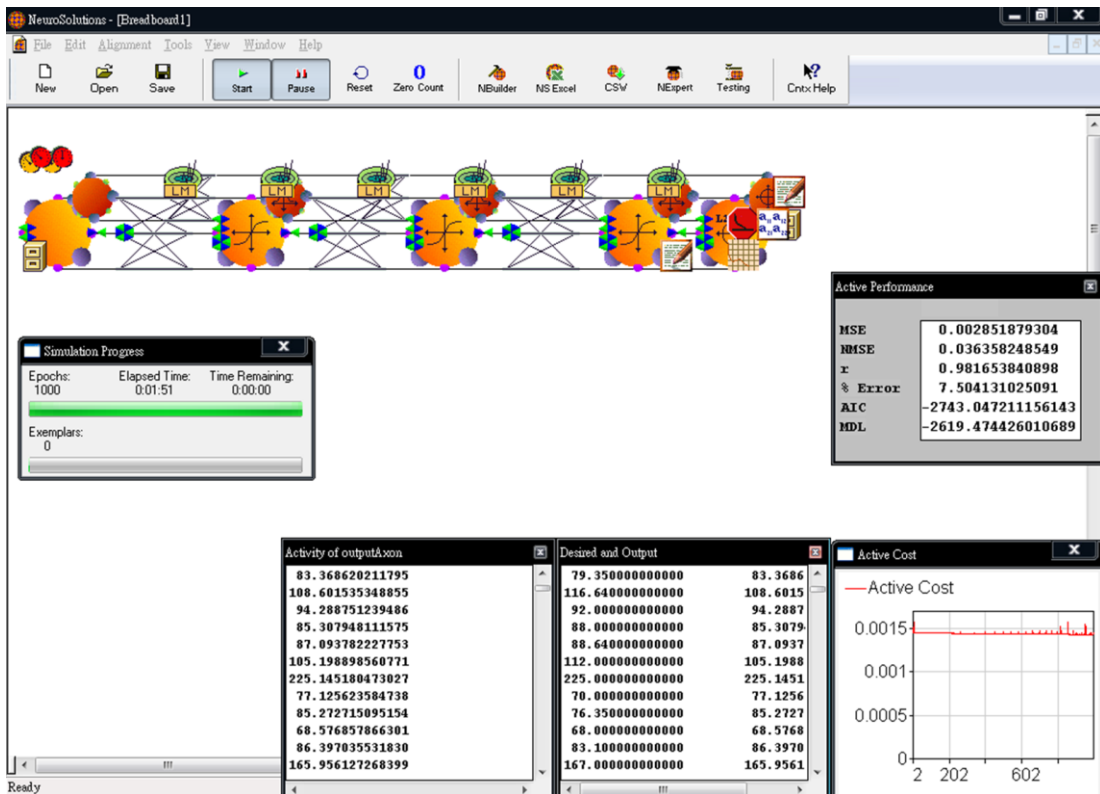 NeuroSolutions - [Breadboard1]
File Edit Alignment Tools View Window Help
New Open Save Start Pause Reset Zero Count NBuilder NS Excel CSW NExpert Testing Cntx Help
LM LM LM LM LM LM
Active Performance
MSE 0.002851879304
NMSE 0.036358248549
r 0.981653840898
% Error 7.504131025091
AIC -2743.047211156143
MDL -2619.474426010689
Simulation Progress
Epochs: Elapsed Time: Time Remaining:
1000 0:01:51 0:00:00
Exemplars:
0
Activity of outputAxon
83.368620211795
108.601535348855
94.288751239486
85.307948111575
87.093782227753
105.198898560771
225.145180473027
77.125623584738
85.272715095154
68.576857866301
86.397035531830
165.956127268399
Desired and Output
79.350000000000 83.3686
116.640000000000 108.6015
92.000000000000 94.2887
88.000000000000 85.3079
88.640000000000 87.0937
112.000000000000 105.1988
225.000000000000 225.1451
70.000000000000 77.1256
76.350000000000 85.2727
68.000000000000 68.5768
83.100000000000 86.3970
167.000000000000 165.9561
Active Cost
Active Cost
0.0015
0.001
0.0005
0
2 202 602
Ready